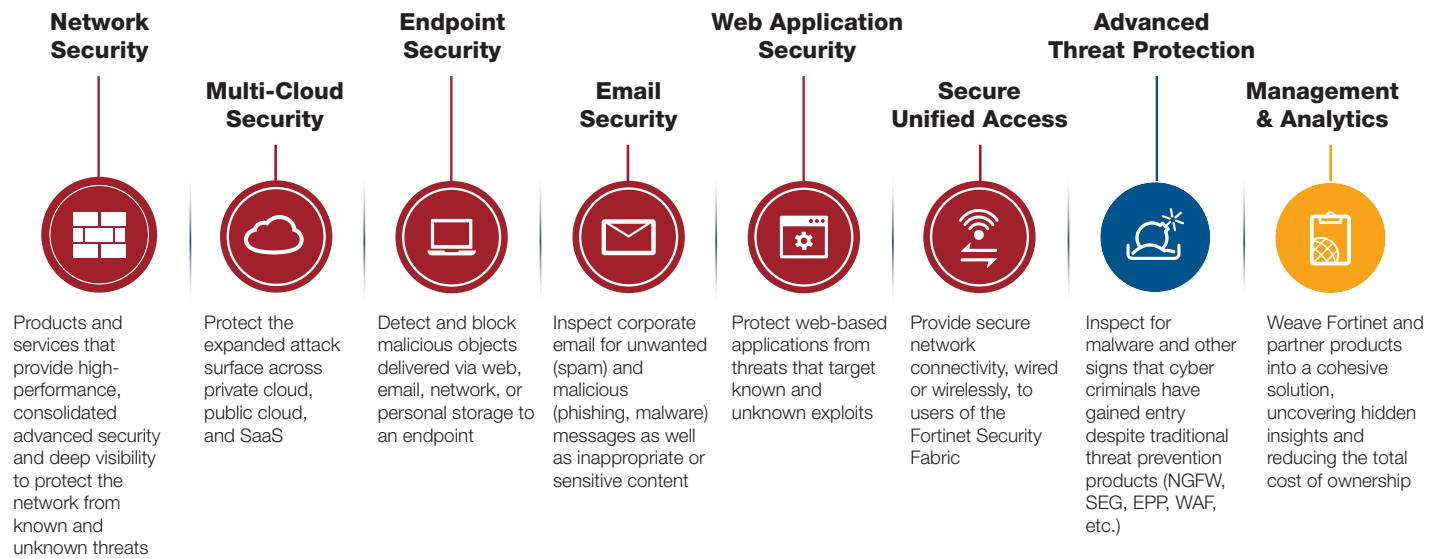 Network
Security
Products and
services that
provide high-
performance,
consolidated
advanced security
and deep visibility
to protect the
network from
known and
unknown threats
Multi-Cloud
Security
Protect the
expanded attack
surface across
private cloud,
public cloud,
and SaaS
Endpoint
Security
Detect and block
malicious objects
delivered via web,
email, network, or
personal storage to
an endpoint
Email
Security
Inspect corporate
email for unwanted
(spam) and
malicious
(phishing, malware)
messages as well
as inappropriate or
sensitive content
Web Application
Security
Protect web-based
applications from
threats that target
known and
unknown exploits
Secure
Unified Access
Provide secure
network
connectivity, wired
or wirelessly, to
users of the
Fortinet Security
Fabric
Advanced
Threat Protection
Inspect for
malware and other
signs that cyber
criminals have
gained entry
despite traditional
threat prevention
products (NGFW,
SEG, EPP, WAF,
etc.)
Management
& Analytics
Weave Fortinet and
partner products
into a cohesive
solution,
uncovering hidden
insights and
reducing the total
cost of ownership